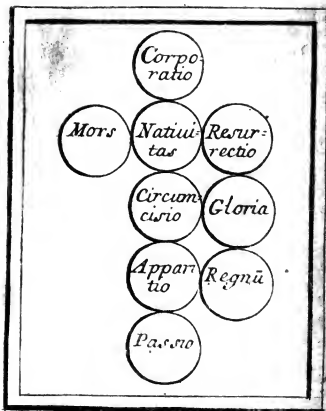 Corpo-
ratio
Mors
Natiui-
tas
Resur-
rectio
Circum-
cisio
Gloria
Appari-
tio
Regnũ
Passio